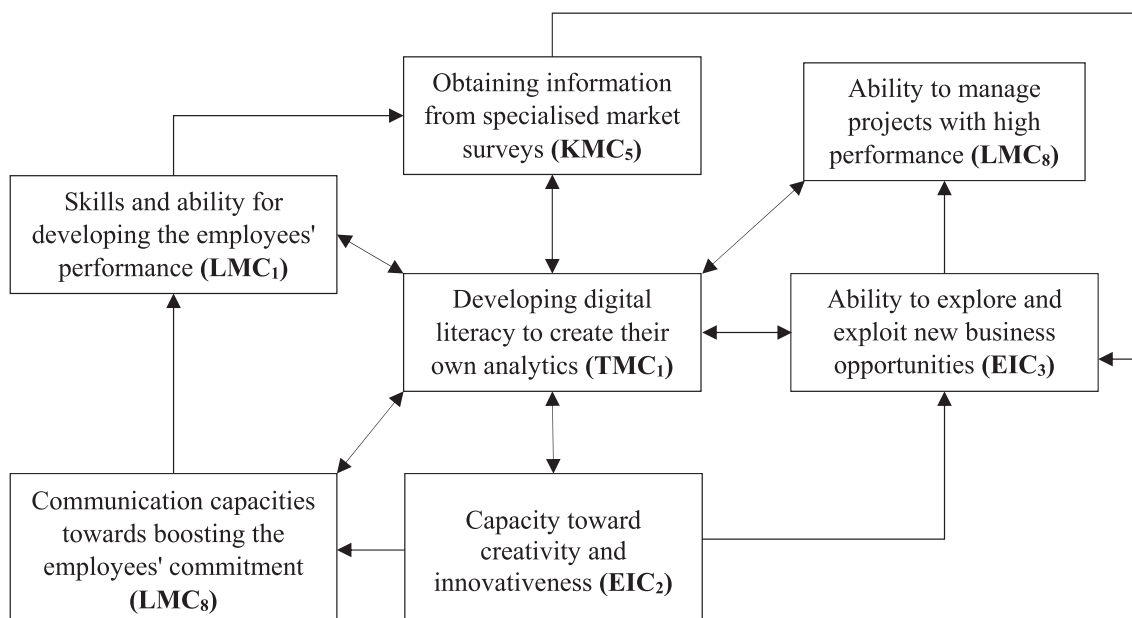 Obtaining information
from specialised market
surveys (KMC₅)
Ability to manage
projects with high
performance (LMC₈)
Skills and ability for
developing the employees'
performance (LMC₁)
Developing digital
literacy to create their
own analytics (TMC₁)
Ability to explore and
exploit new business
opportunities (EIC₃)
Communication capacities
towards boosting the
employees' commitment
(LMC₈)
Capacity toward
creativity and
innovativeness (EIC₂)